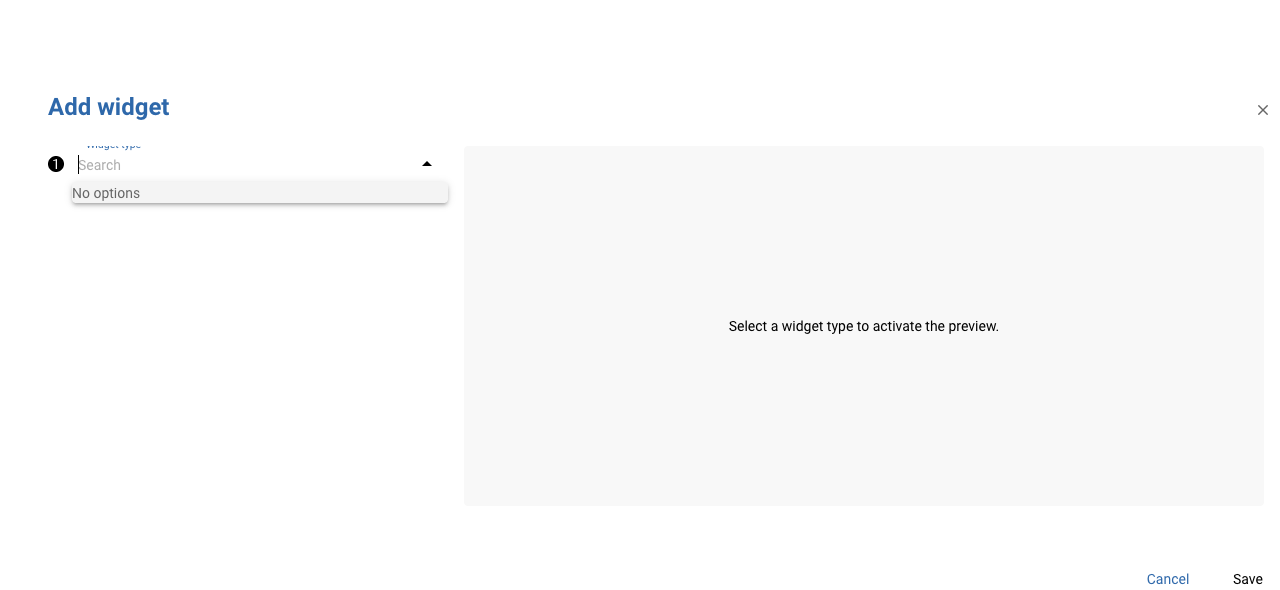 Add widget
Widget type
1
Search
No options
Select a widget type to activate the preview.
Cancel
Save